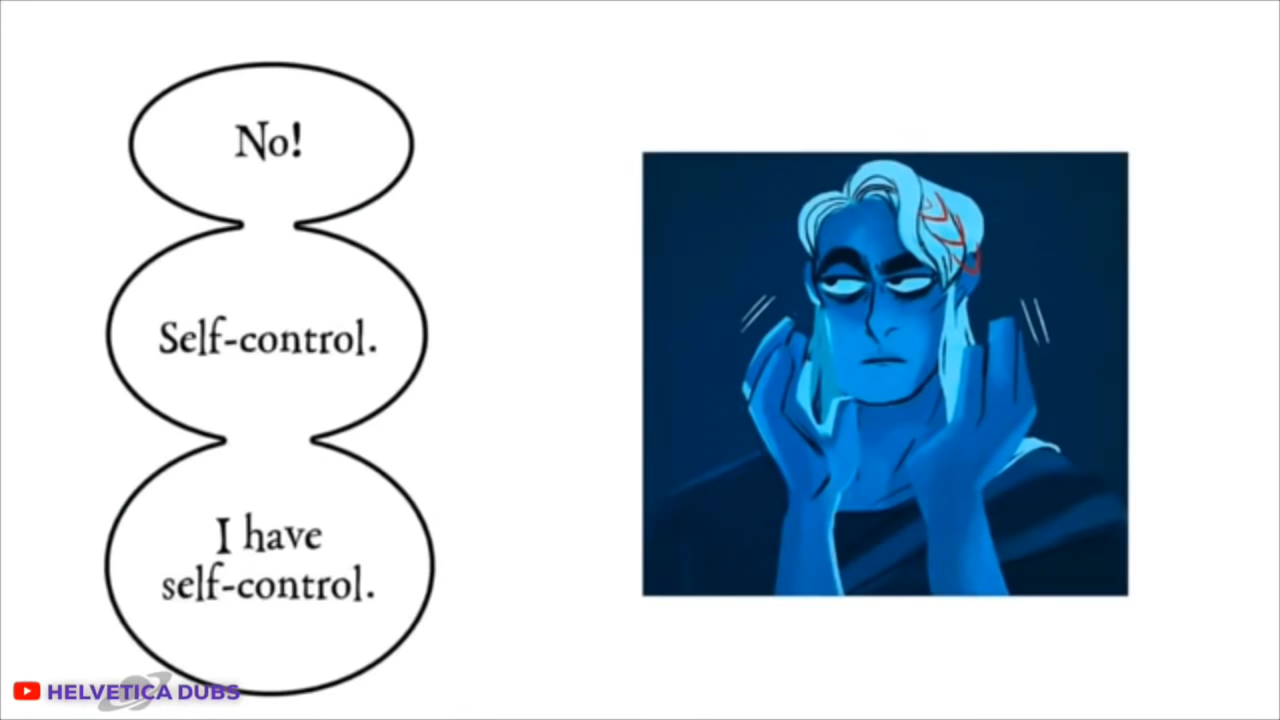 No!
Self-control.
I have
self-control.
HELVETICA DUBS